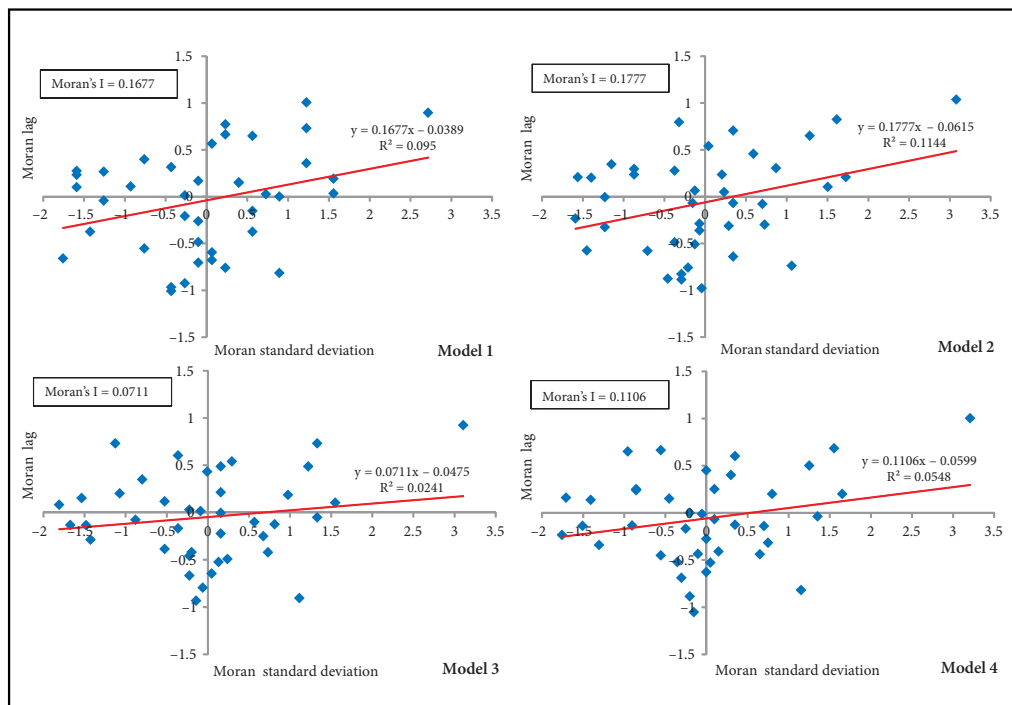 Moran's I = 0.1677
Moran lag
1.5
1
0.5
0
−0.5
−1
−1.5
−2 −1.5 −1 −0.5 0 0.5 1 1.5 2 2.5 3 3.5
y = 0.1677x − 0.0389
R² = 0.095
Moran standard deviation
Model 1
Moran's I = 0.1777
Moran lag
1.5
1
0.5
0
−0.5
−1
−1.5
−2 −1.5 −1 −0.5 0 0.5 1 1.5 2 2.5 3 3.5
y = 0.1777x − 0.0615
R² = 0.1144
Moran standard deviation
Model 2
Moran's I = 0.0711
Moran lag
1.5
1
0.5
0
−0.5
−1
−1.5
−2 −1.5 −1 −0.5 0 0.5 1 1.5 2 2.5 3 3.5
y = 0.0711x − 0.0475
R² = 0.0241
Moran standard deviation
Model 3
Moran's I = 0.1106
Moran lag
1.5
1
0.5
0
−0.5
−1
−1.5
−2 −1.5 −1 −0.5 0 0.5 1 1.5 2 2.5 3 3.5
y = 0.1106x − 0.0599
R² = 0.0548
Moran standard deviation
Model 4